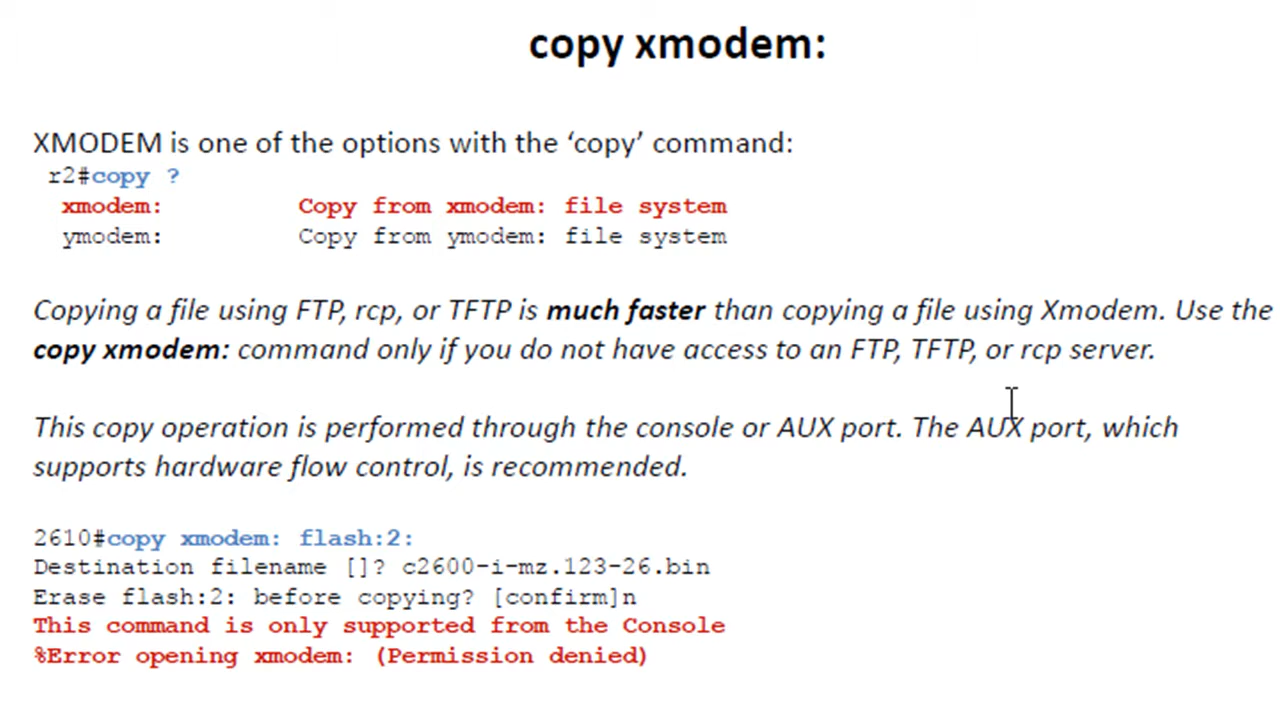 copy xmodem:
XMODEM is one of the options with the ‘copy’ command:
r2#copy ?
xmodem: Copy from xmodem: file system
ymodem: Copy from ymodem: file system
Copying a file using FTP, rcp, or TFTP is much faster than copying a file using Xmodem. Use the
copy xmodem: command only if you do not have access to an FTP, TFTP, or rcp server.
This copy operation is performed through the console or AUX port. The AUX port, which
supports hardware flow control, is recommended.
2610#copy xmodem: flash:2:
Destination filename []? c2600-i-mz.123-26.bin
Erase flash:2: before copying? [confirm]n
This command is only supported from the Console
%Error opening xmodem: (Permission denied)